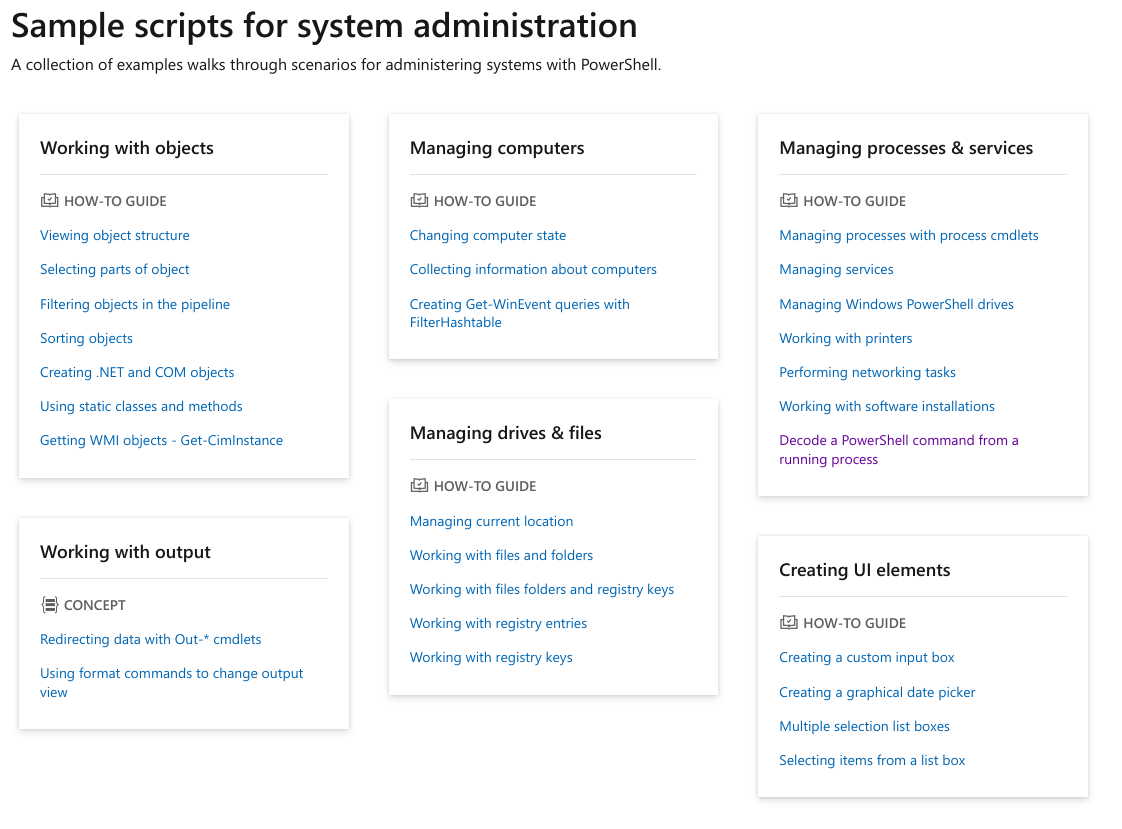 Sample scripts for system administration
A collection of examples walks through scenarios for administering systems with PowerShell.
Working with objects
HOW-TO GUIDE
Viewing object structure
Selecting parts of object
Filtering objects in the pipeline
Sorting objects
Creating .NET and COM objects
Using static classes and methods
Getting WMI objects - Get-CimInstance
Working with output
CONCEPT
Redirecting data with Out-* cmdlets
Using format commands to change output
view
Managing computers
HOW-TO GUIDE
Changing computer state
Collecting information about computers
Creating Get-WinEvent queries with
FilterHashtable
Managing drives & files
HOW-TO GUIDE
Managing current location
Working with files and folders
Working with files folders and registry keys
Working with registry entries
Working with registry keys
Managing processes & services
HOW-TO GUIDE
Managing processes with process cmdlets
Managing services
Managing Windows PowerShell drives
Working with printers
Performing networking tasks
Working with software installations
Decode a PowerShell command from a
running process
Creating UI elements
HOW-TO GUIDE
Creating a custom input box
Creating a graphical date picker
Multiple selection list boxes
Selecting items from a list box